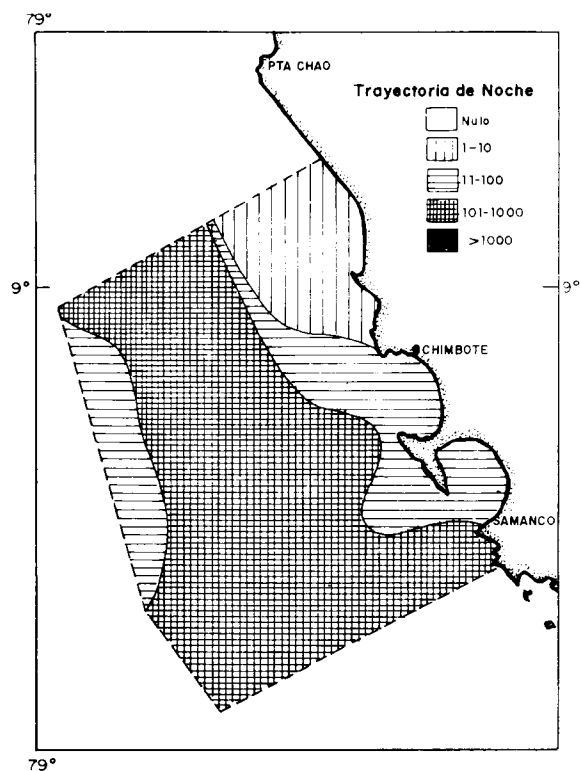 79°
PTA CHAO
Trayectoria de Noche
Nulo
1-10
11-100
101-1000
>1000
9°
9°
CHIMBOTE
SAMANCO
79°